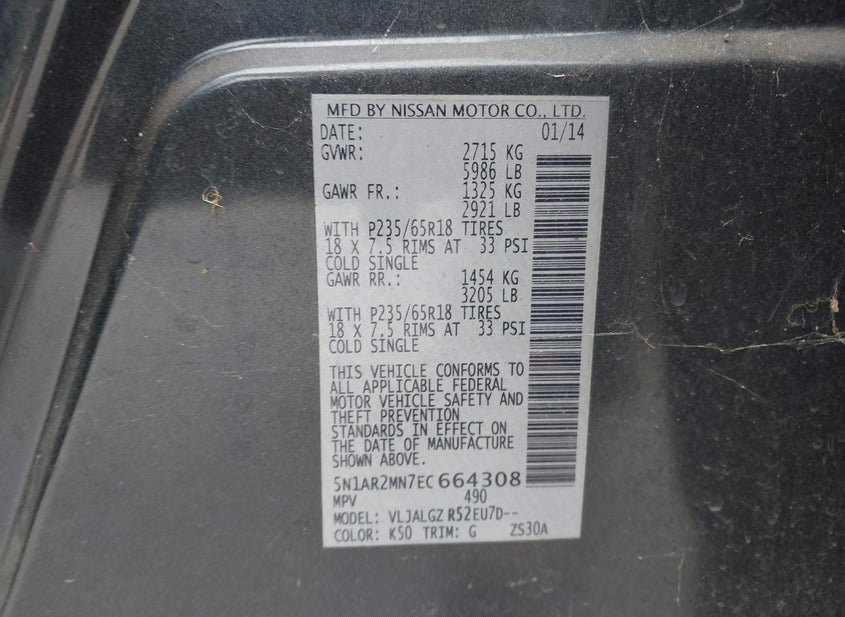 MFD BY NISSAN MOTOR CO., LTD.
DATE: 01/14
GVWR: 2715 KG
5986 LB
GAWR FR.: 1325 KG
2921 LB
WITH P235/65R18 TIRES
18 X 7.5 RIMS AT 33 PSI
COLD SINGLE
GAWR RR.: 1454 KG
3205 LB
WITH P235/65R18 TIRES
18 X 7.5 RIMS AT 33 PSI
COLD SINGLE
THIS VEHICLE CONFORMS TO
ALL APPLICABLE FEDERAL
MOTOR VEHICLE SAFETY AND
THEFT PREVENTION
STANDARDS IN EFFECT ON
THE DATE OF MANUFACTURE
SHOWN ABOVE.
5N1AR2MN7EC664308
MPV 490
MODEL: VLJALGZ R52EU7D--
COLOR: K50 TRIM: G ZS30A